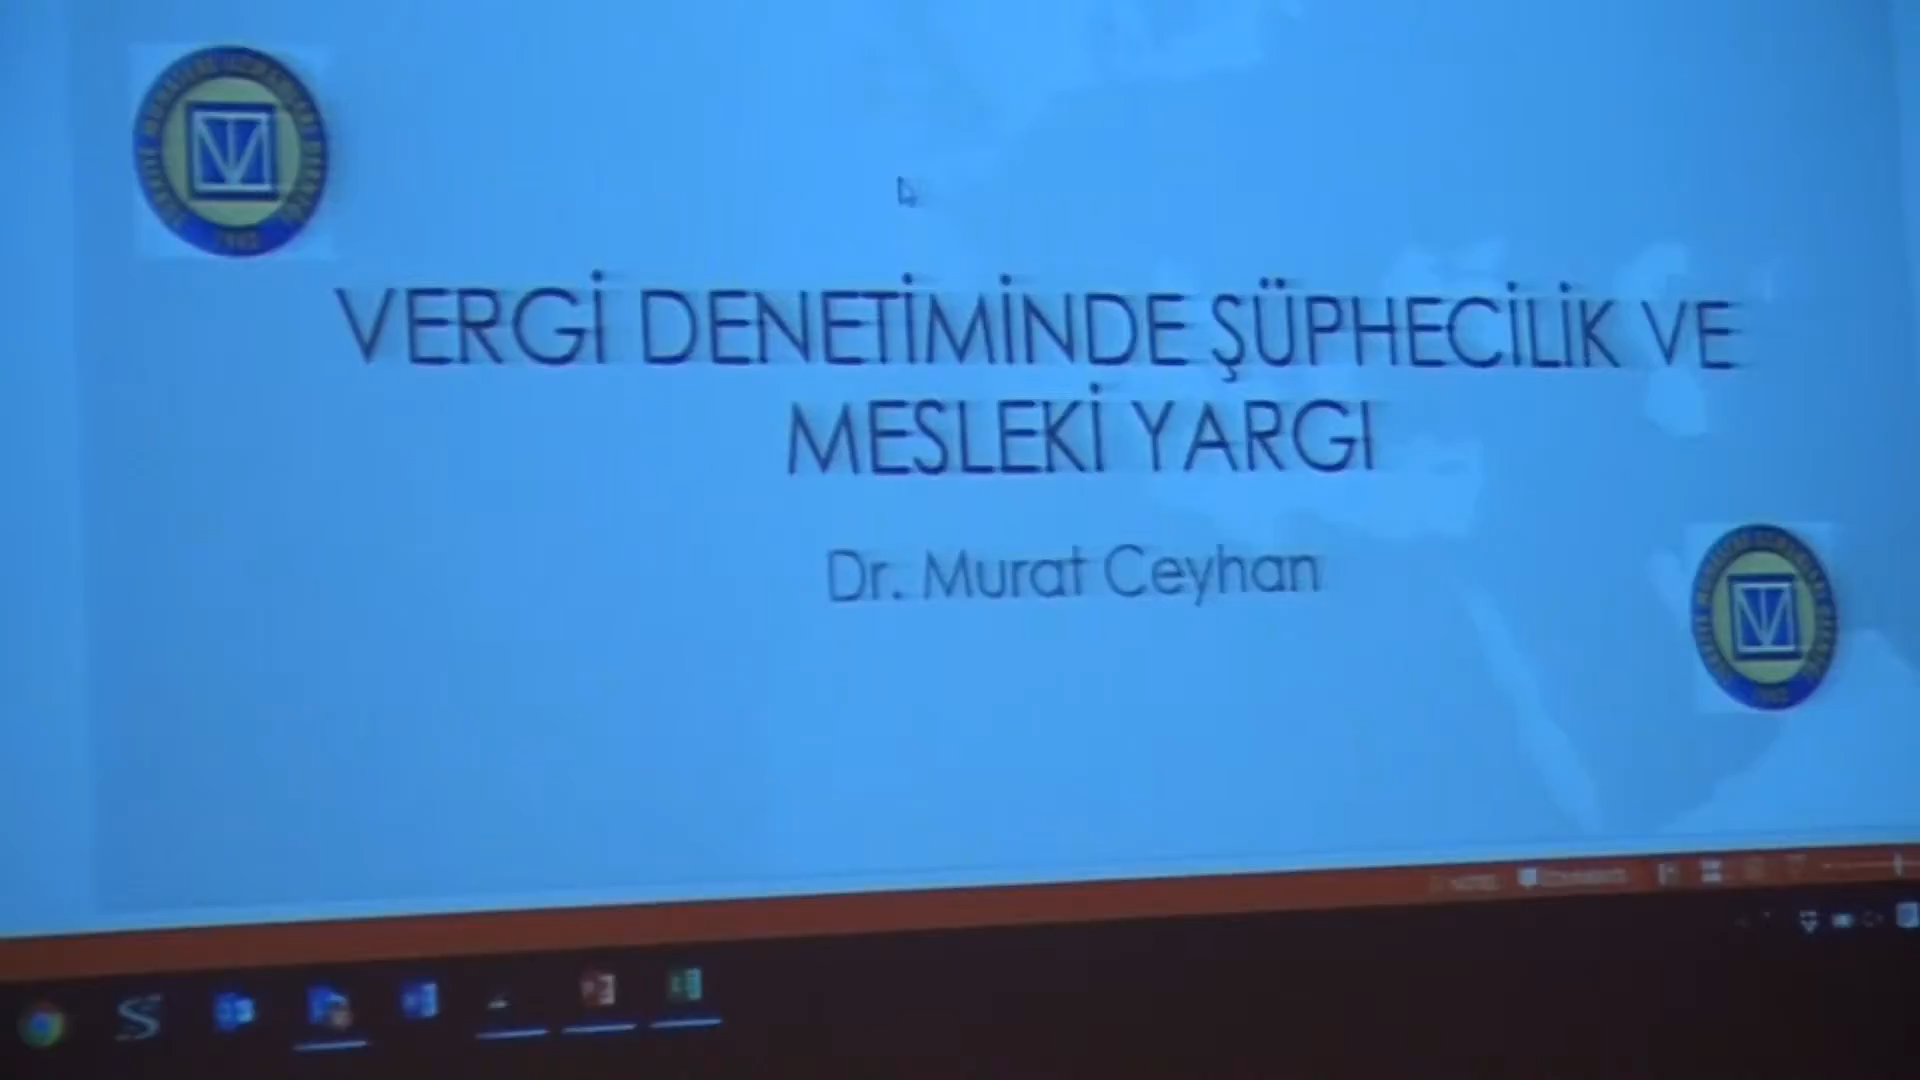 VERGİ DENETİMİNDE ŞÜPHECİLİK VE
MESLEKİ YARGI
Dr. Murat Ceyhan